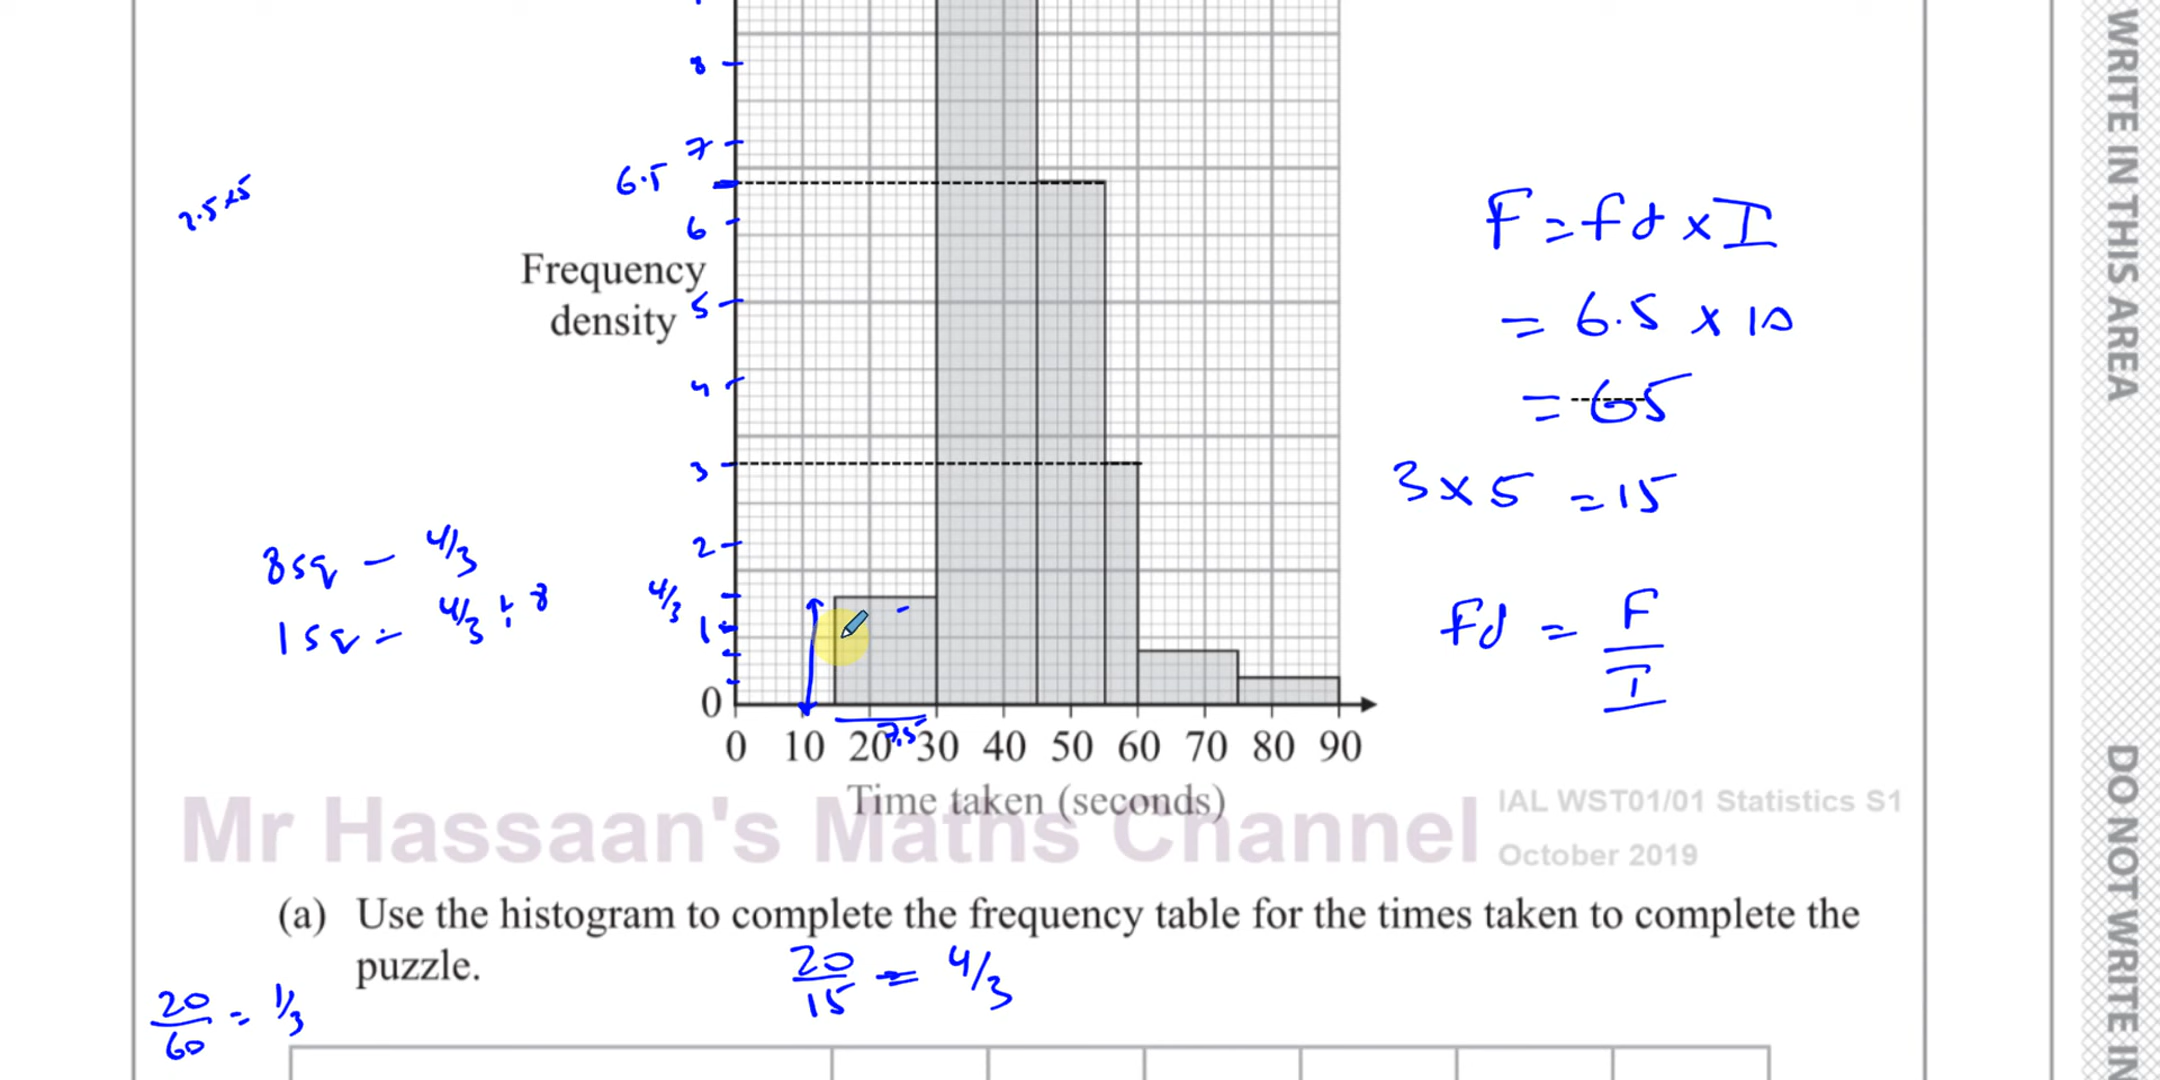 WRITE IN THIS AREA
8
7
6.5
2.5×5
6
F = fd × I
Frequency
density
5
= 6.5 × 10
4
= 65
3
3 × 5 = 15
2
8sq – 4/3
4/3
1sq = 4/3 ÷ 8
1
Fd = F/I
0
7.5
0 10 20 30 40 50 60 70 80 90
Time taken (seconds)
Mr Hassaan's Maths Channel
IAL WST01/01 Statistics S1
October 2019
(a) Use the histogram to complete the frequency table for the times taken to complete the
puzzle.
20/15 = 4/3
20/60 = 1/3
DO NOT WRITE IN